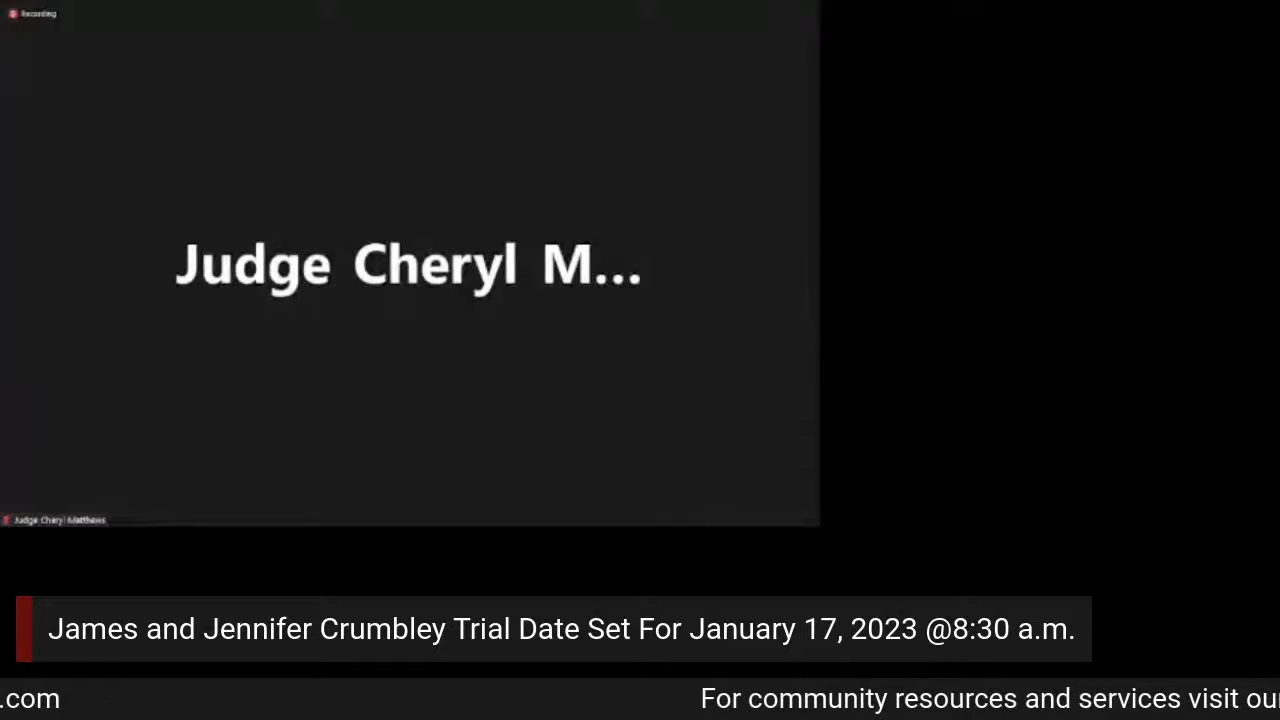 Recording
Judge Cheryl M...
Judge Cheryl Matthews
James and Jennifer Crumbley Trial Date Set For January 17, 2023 @8:30 a.m.
.com For community resources and services visit our